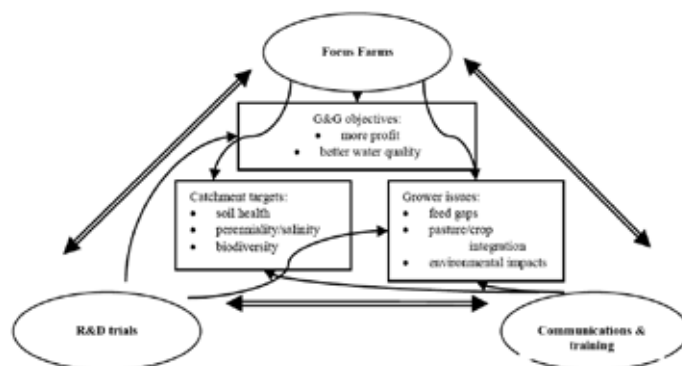 Focus Farms
G&G objectives:
• more profit
• better water quality
Catchment targets:
• soil health
• perenniality/salinity
• biodiversity
Grower issues:
• feed gaps
• pasture/crop
integration
• environmental impacts
R&D trials
Communications &
training